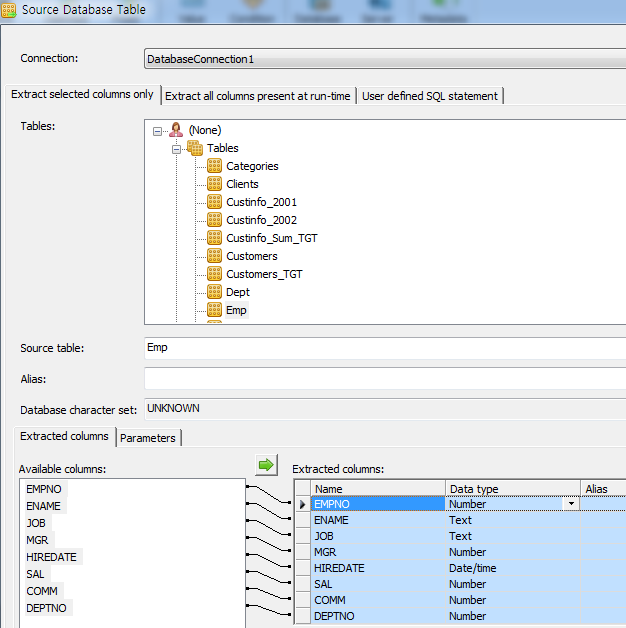 Source Database Table
Connection: DatabaseConnection1
Extract selected columns only Extract all columns present at run-time User defined SQL statement
Tables:
(None)
Tables
Categories
Clients
Custinfo_2001
Custinfo_2002
Custinfo_Sum_TGT
Customers
Customers_TGT
Dept
Emp
Source table: Emp
Alias:
Database character set: UNKNOWN
Extracted columns Parameters
Available columns: Extracted columns:
Name Data type Alias
EMPNO EMPNO Number
ENAME ENAME Text
JOB JOB Text
MGR MGR Number
HIREDATE HIREDATE Date/time
SAL SAL Number
COMM COMM Number
DEPTNO DEPTNO Number